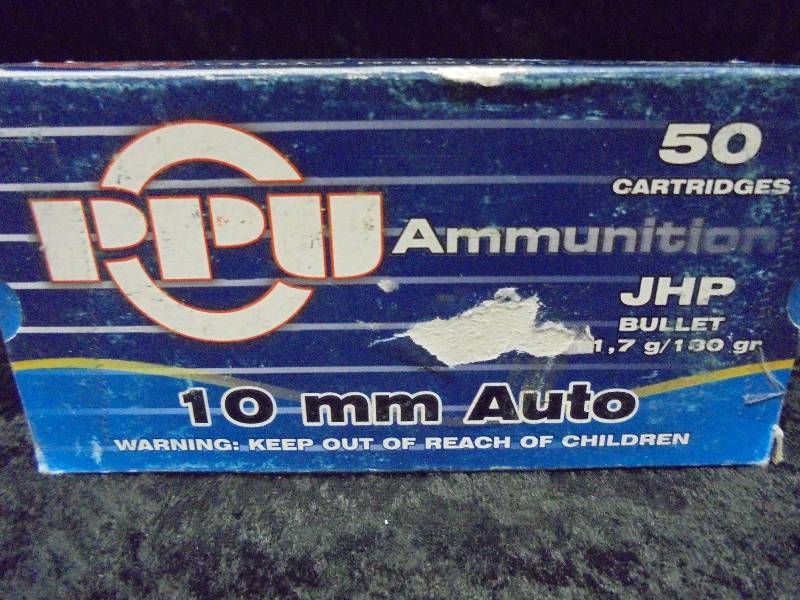 PPU Ammunition
50
CARTRIDGES
JHP
BULLET
1,7 g/180 gr
10 mm Auto
WARNING: KEEP OUT OF REACH OF CHILDREN